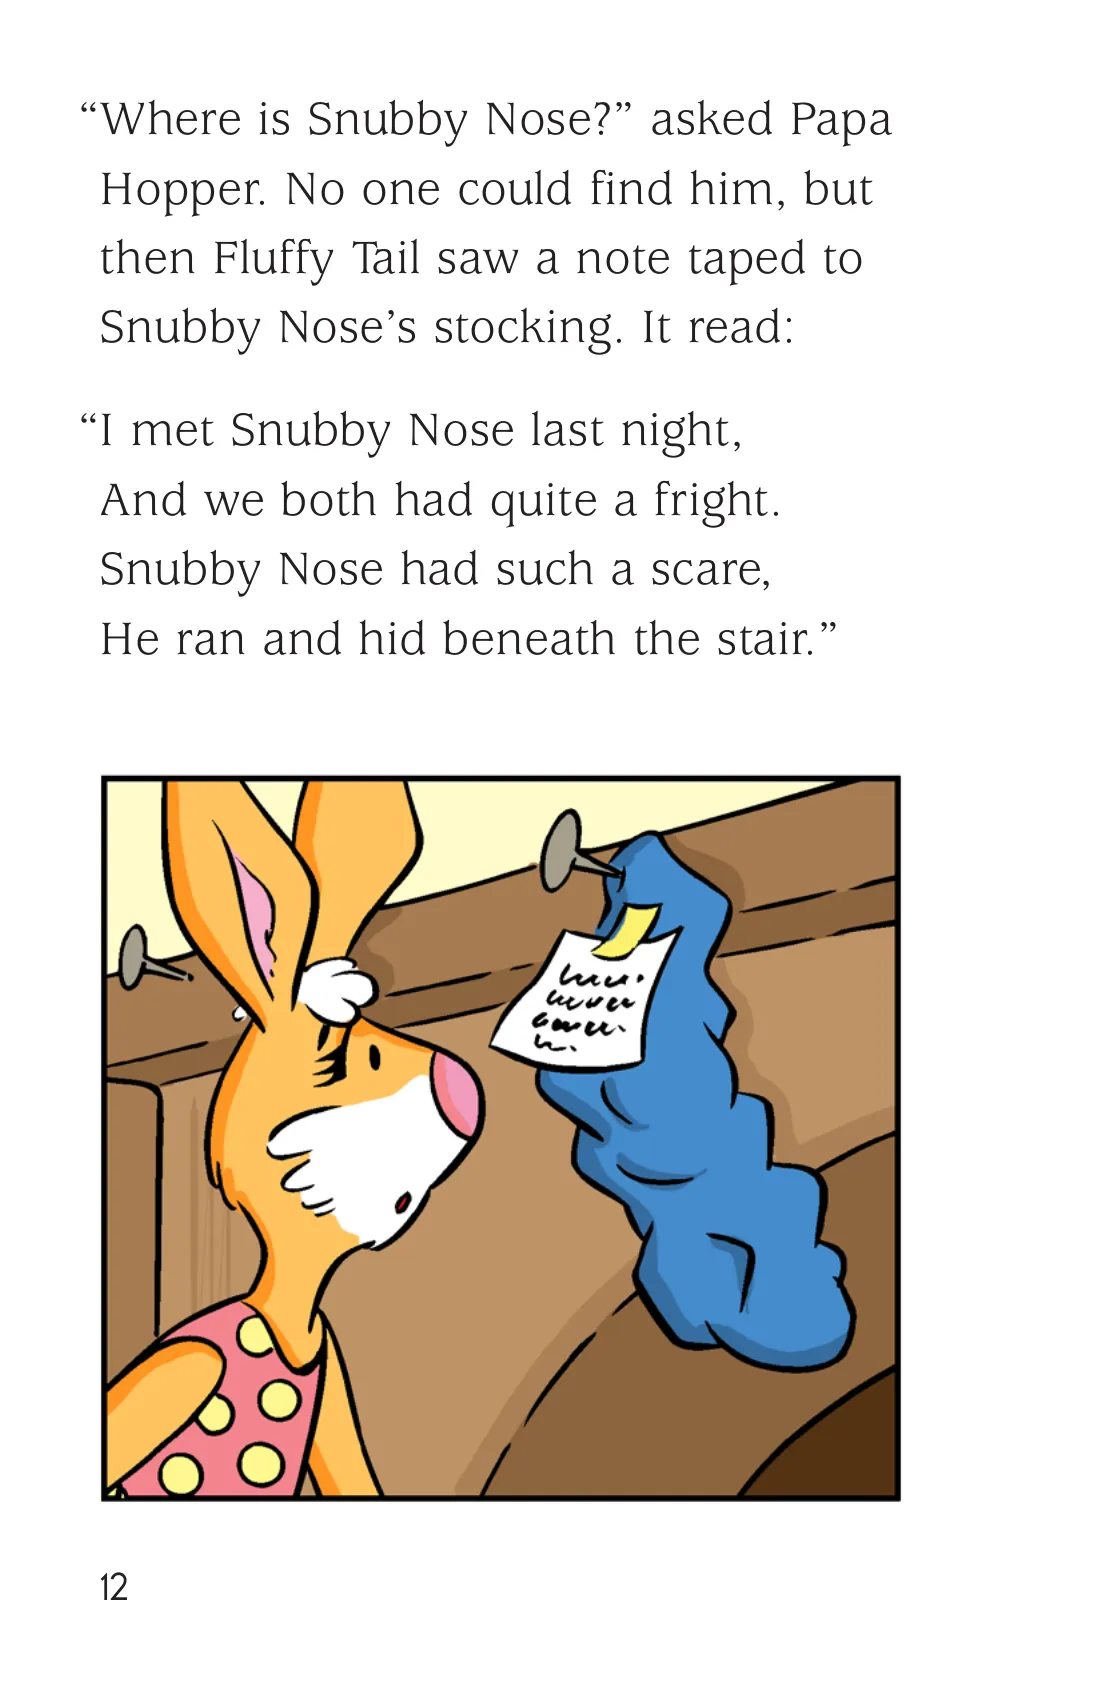 “Where is Snubby Nose?” asked Papa
Hopper. No one could find him, but
then Fluffy Tail saw a note taped to
Snubby Nose’s stocking. It read:
“I met Snubby Nose last night,
And we both had quite a fright.
Snubby Nose had such a scare,
He ran and hid beneath the stair.”
12